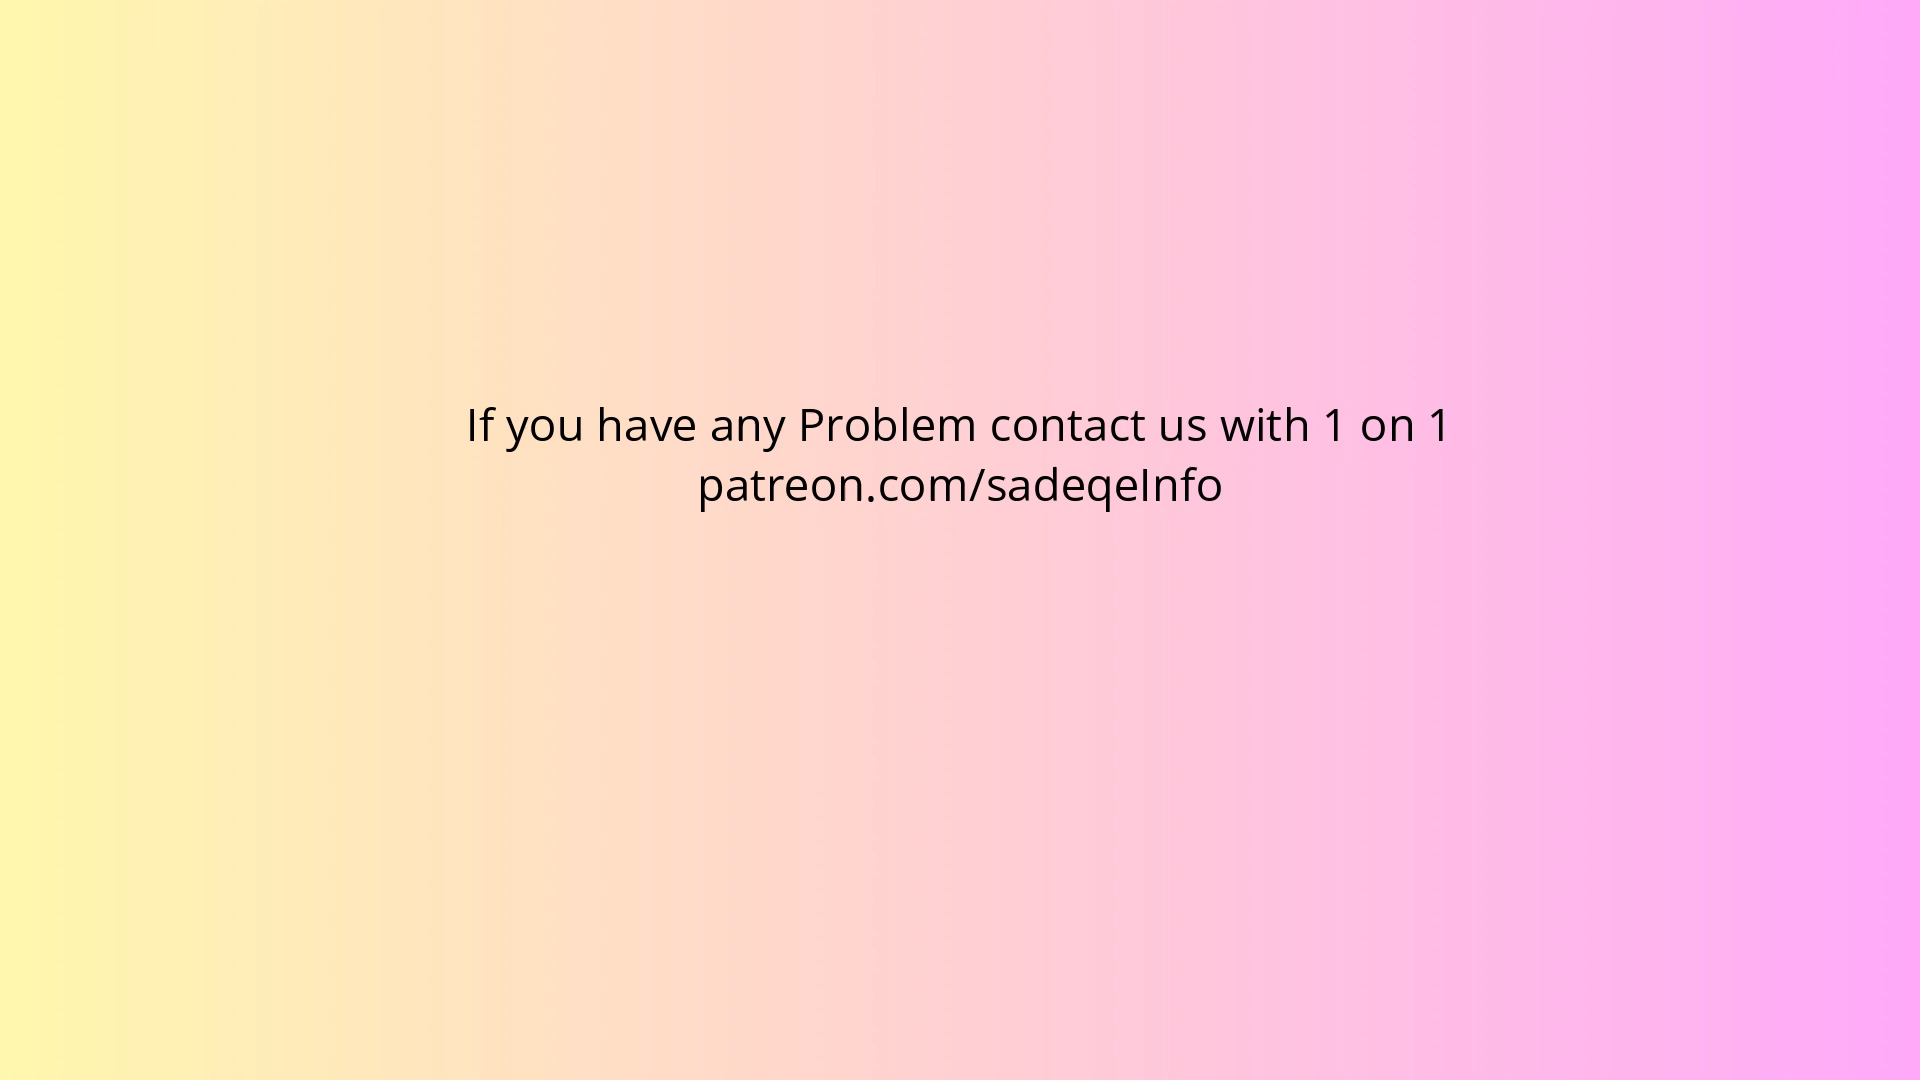 If you have any Problem contact us with 1 on 1
patreon.com/sadeqeInfo